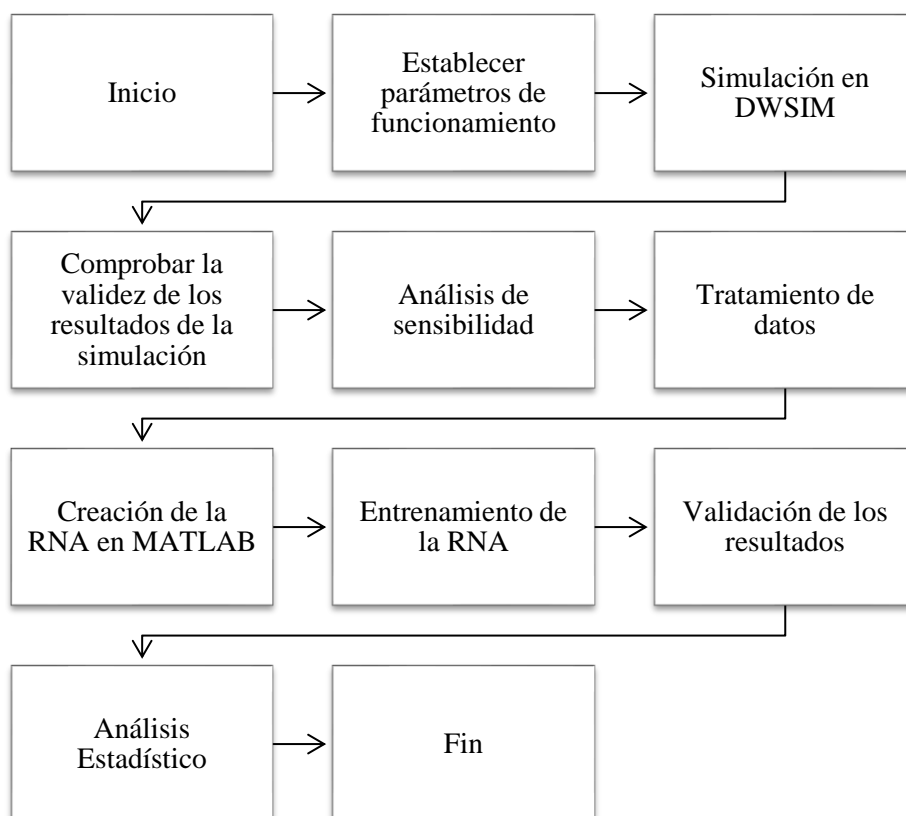 Inicio
Establecer
parámetros de
funcionamiento
Simulación en
DWSIM
Comprobar la
validez de los
resultados de la
simulación
Análisis de
sensibilidad
Tratamiento de
datos
Creación de la
RNA en MATLAB
Entrenamiento de
la RNA
Validación de los
resultados
Análisis
Estadístico
Fin